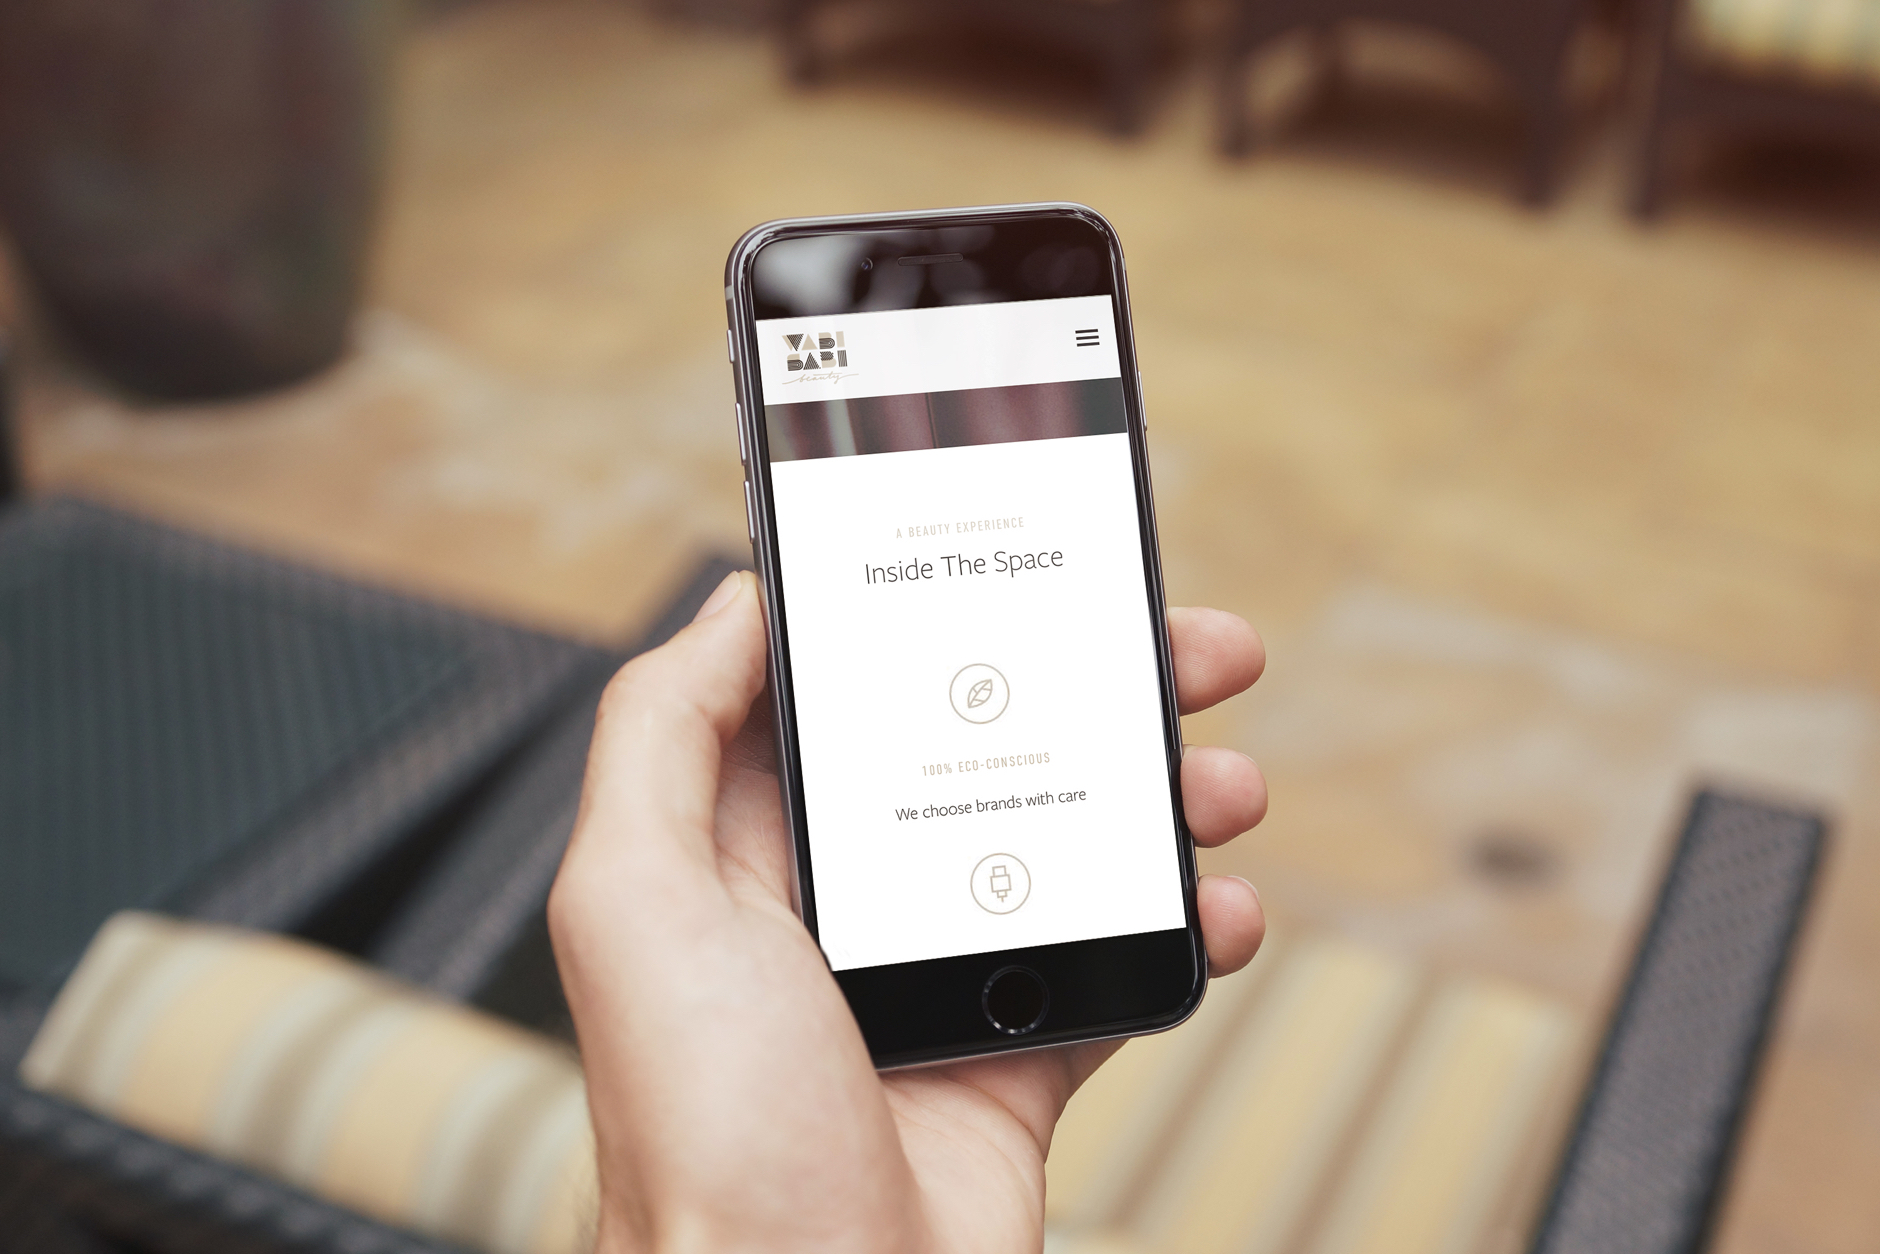 WABI
SABI
beauty
A BEAUTY EXPERIENCE
Inside The Space
100% ECO-CONSCIOUS
We choose brands with care